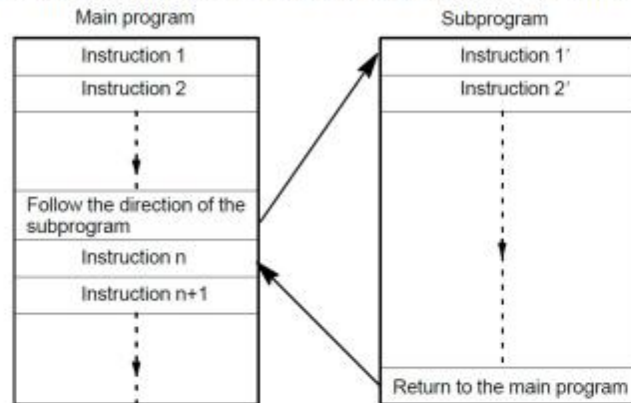 Main program
Instruction 1
Instruction 2
Follow the direction of the
subprogram
Instruction n
Instruction n+1
Subprogram
Instruction 1′
Instruction 2′
Return to the main program